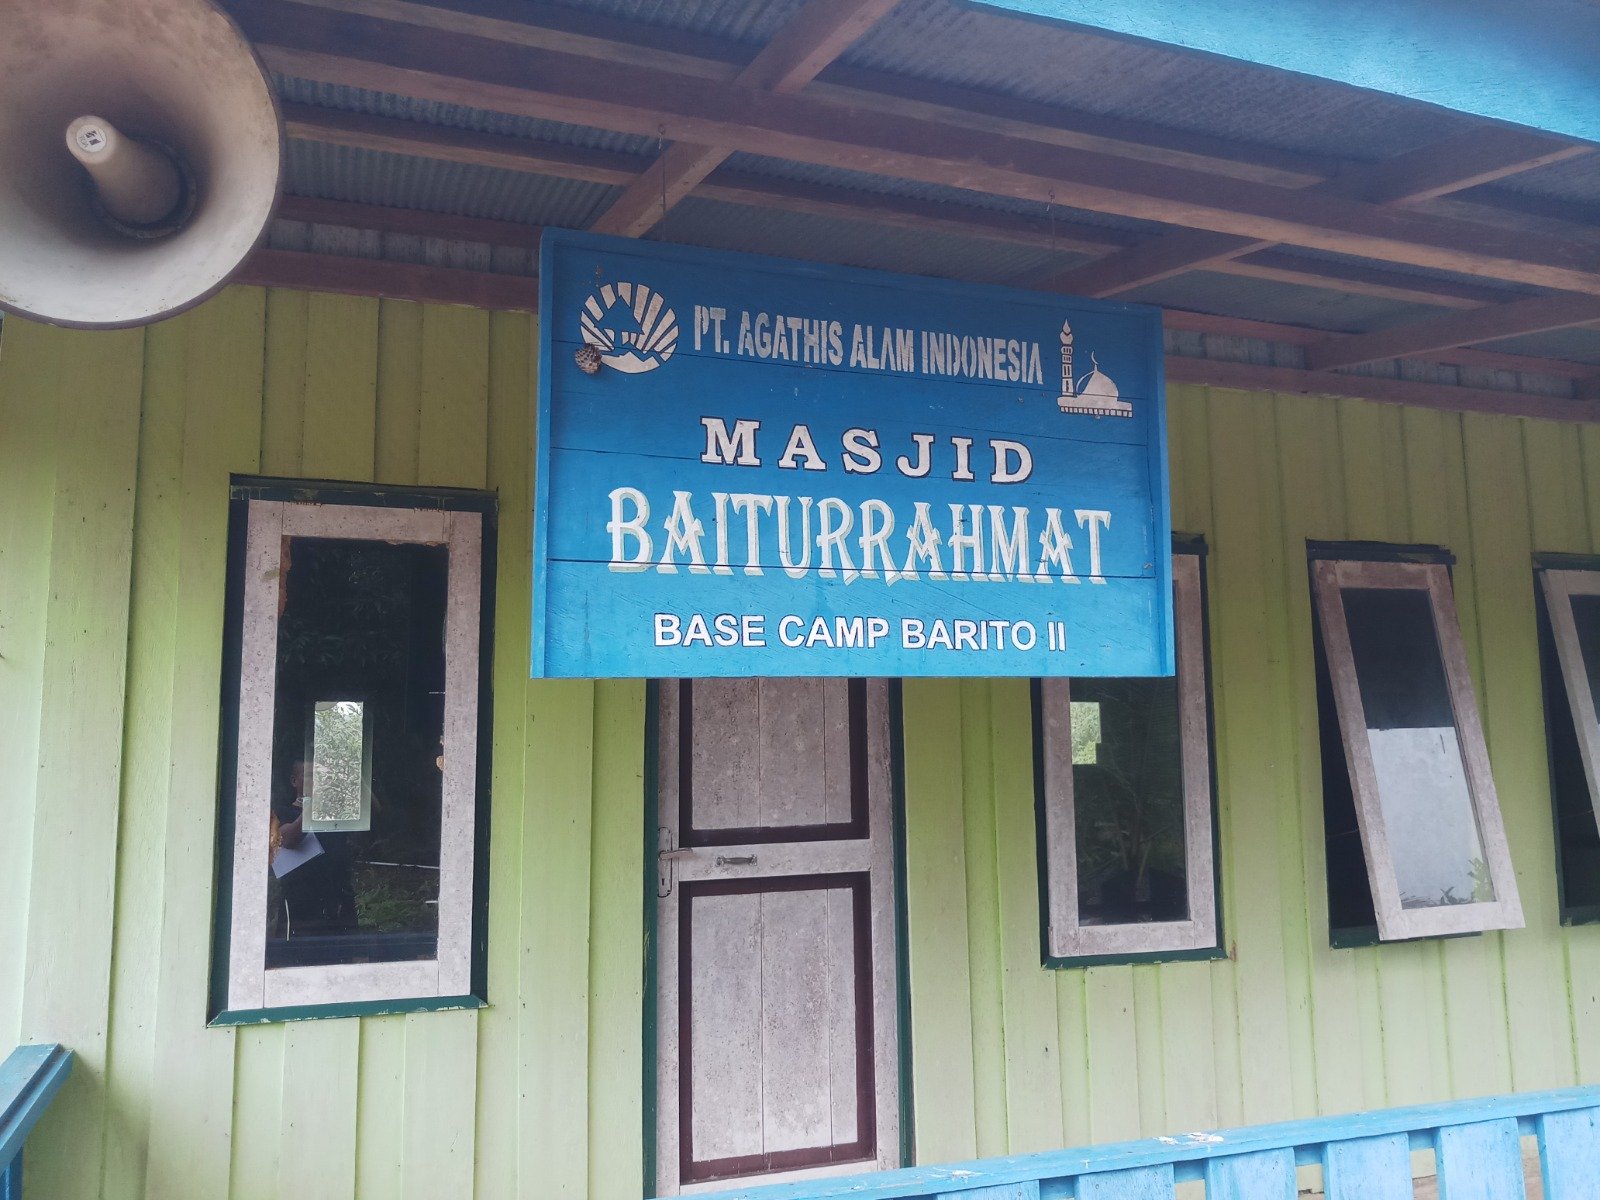 PT. AGATHIS ALAM INDONESIA
MASJID
BAITURRAHMAT
BASE CAMP BARITO II